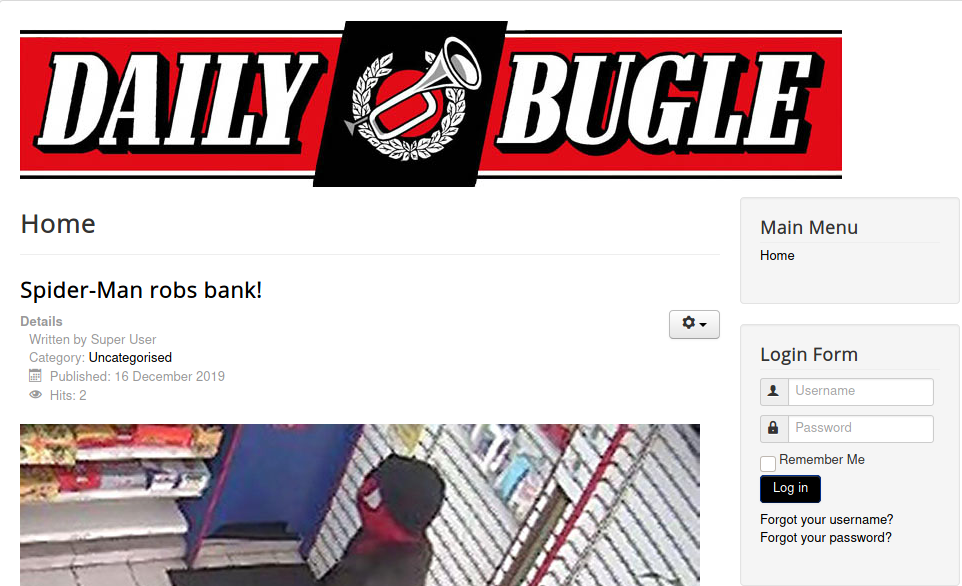 DAILY BUGLE
Home
Spider-Man robs bank!
Details
Written by Super User
Category: Uncategorised
Published: 16 December 2019
Hits: 2
Main Menu
Home
Login Form
Username
Password
Remember Me
Log in
Forgot your username?
Forgot your password?